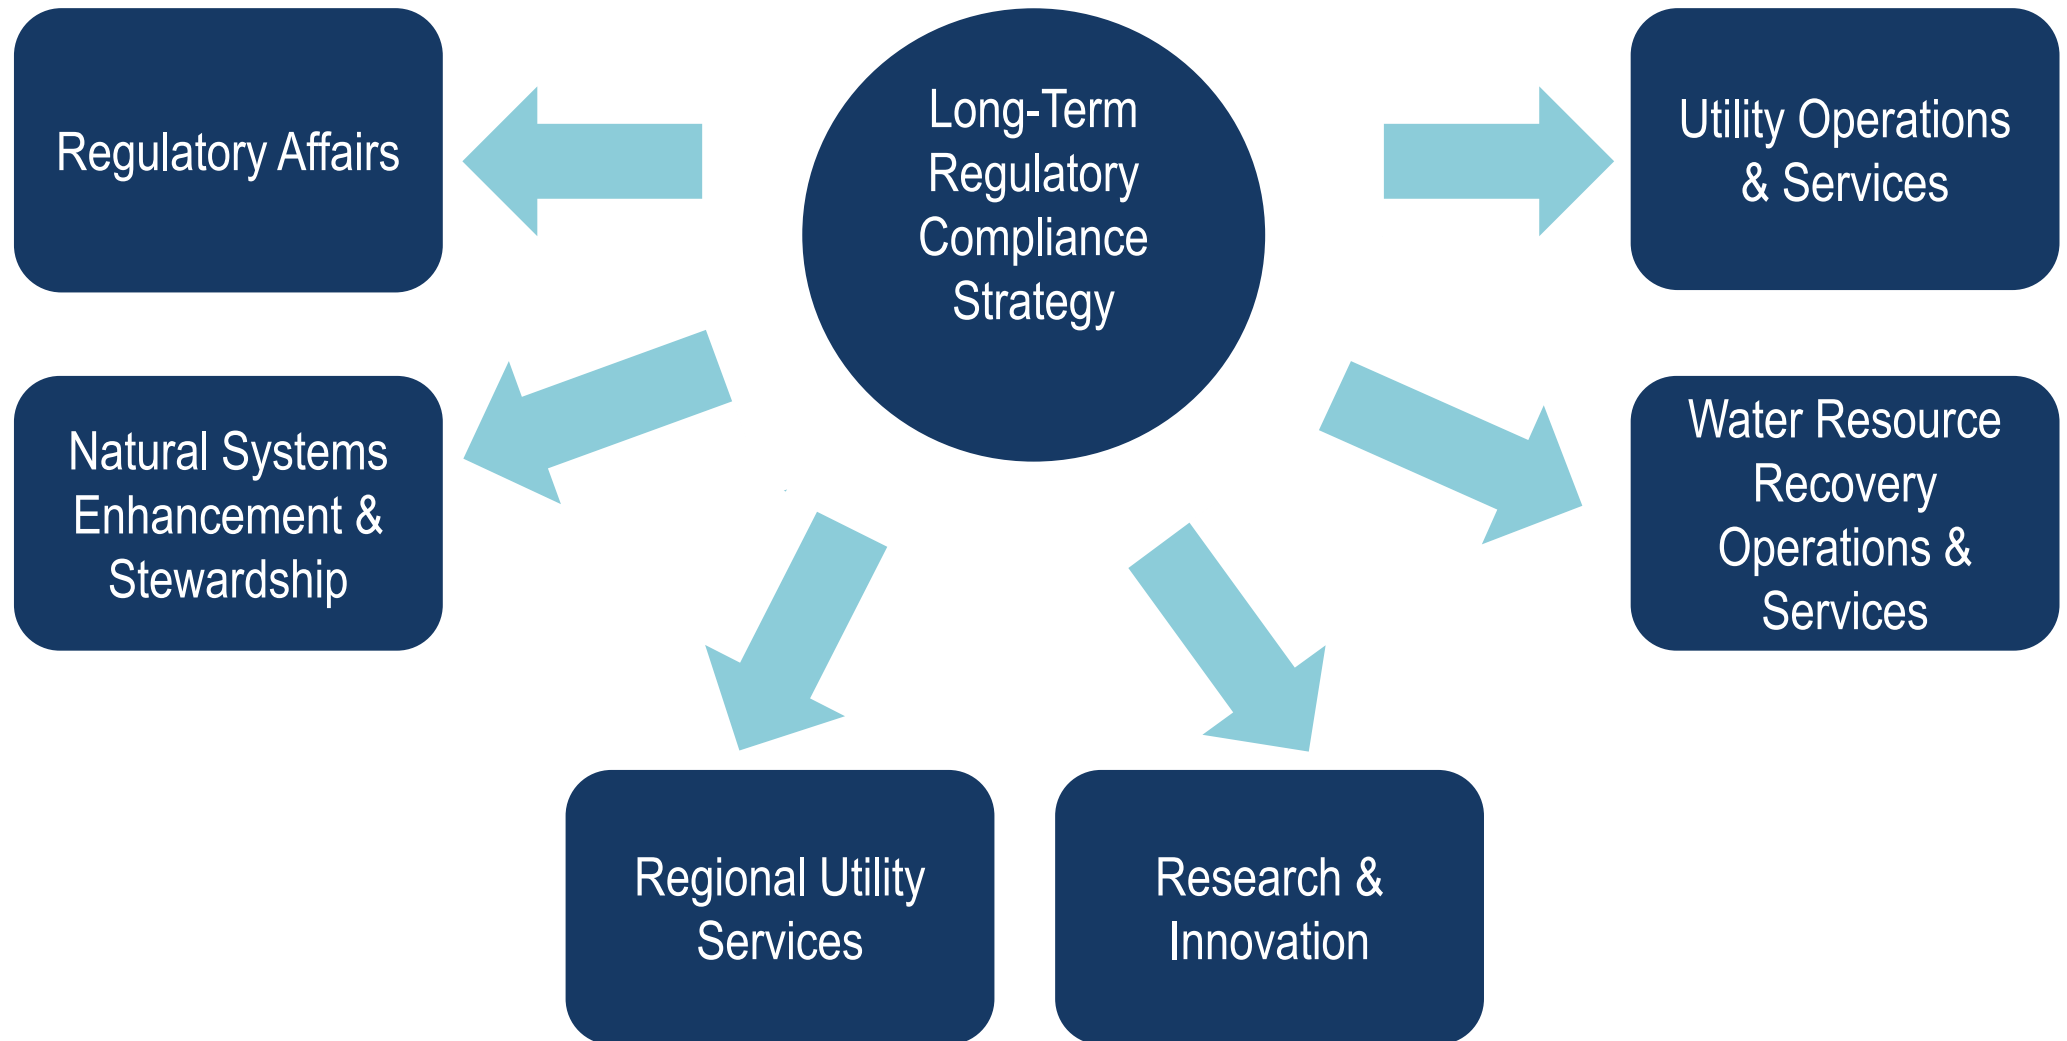 Long-Term
Regulatory
Compliance
Strategy
Regulatory Affairs
Utility Operations
& Services
Natural Systems
Enhancement &
Stewardship
Water Resource
Recovery
Operations &
Services
Regional Utility
Services
Research &
Innovation